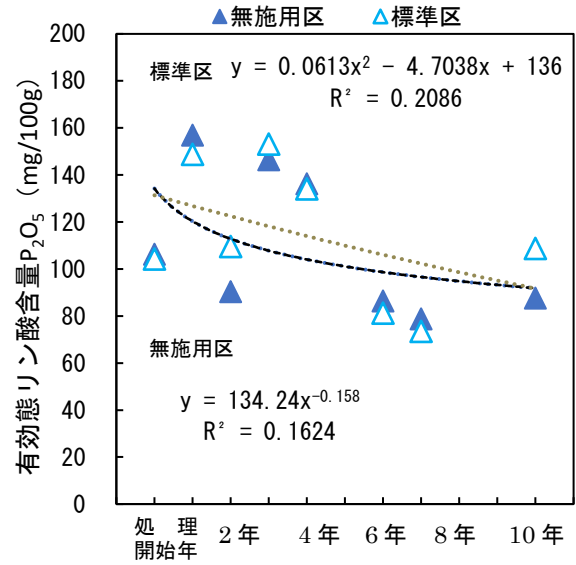 ▲無施用区 △標準区
200
180
160
140
120
100
80
60
40
20
0
有効態リン酸含量P₂O₅（mg/100g）
標準区 y = 0.0613x² − 4.7038x + 136
R² = 0.2086
無施用区
y = 134.24x⁻⁰·¹⁵⁸
R² = 0.1624
処 理
開始年 2年 4年 6年 8年 10年